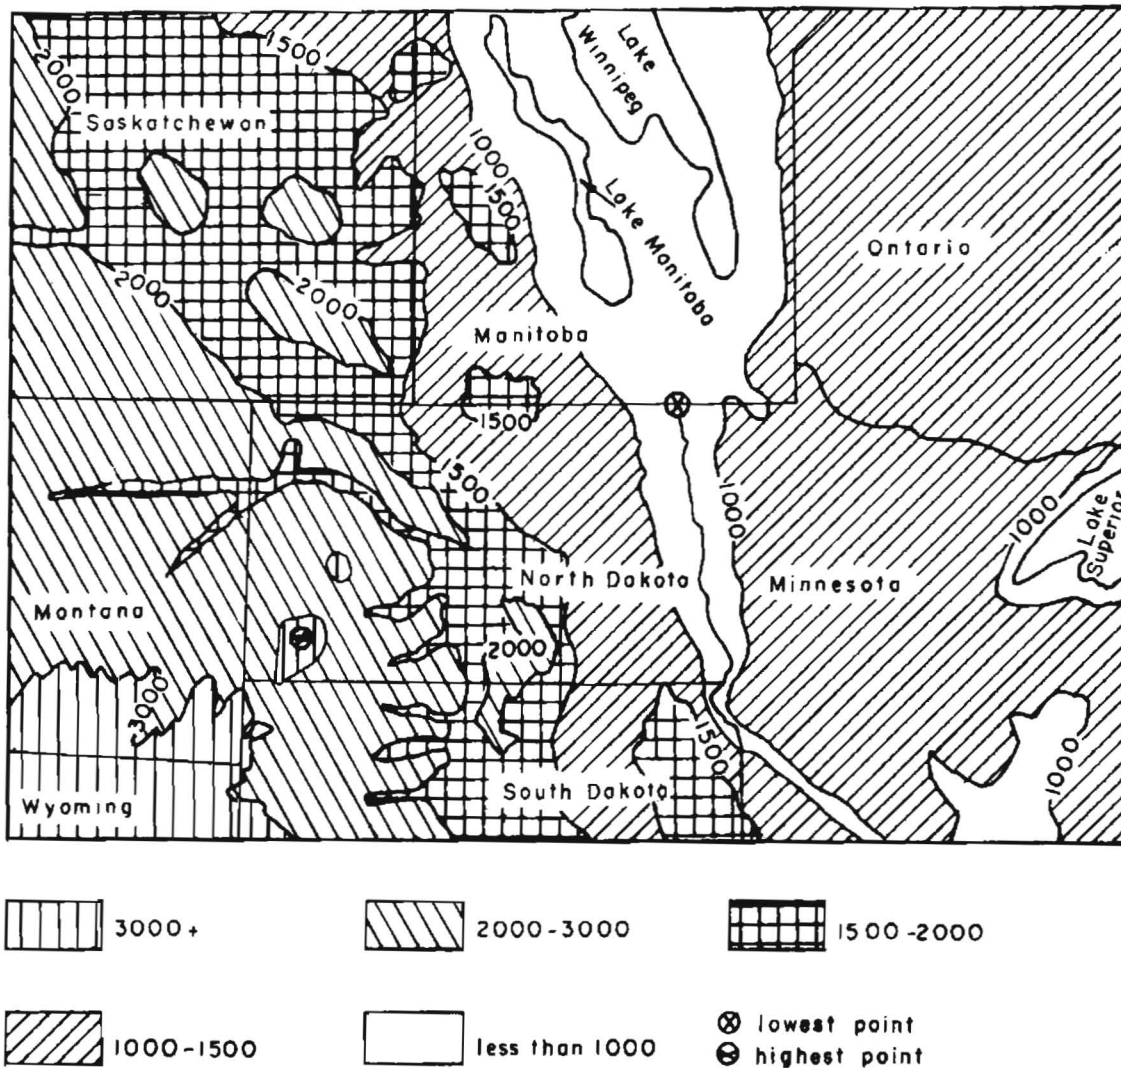 2000
1500
Saskatchewan
Lake
Winnipeg
1000
1500
Lake Manitoba
Ontario
2000
2000
Manitoba
1500
1500
1000
1000
Lake
Superior
North Dakota
Minnesota
Montana
2000
3000
1500
1000
Wyoming
South Dakota
3000+
2000-3000
1500-2000
1000-1500
less than 1000
lowest point
highest point